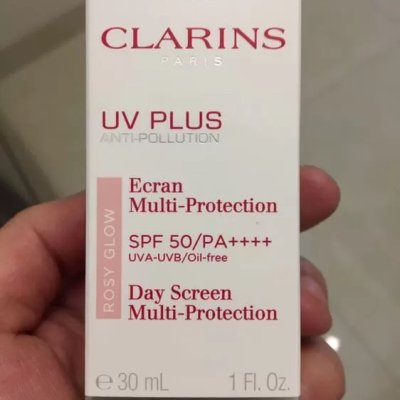 CLARINS
PARIS
UV PLUS
ANTI-POLLUTION
Ecran
Multi-Protection
SPF 50/PA++++
UVA-UVB/Oil-free
ROSY GLOW
Day Screen
Multi-Protection
℮ 30 mL 1 Fl. Oz.